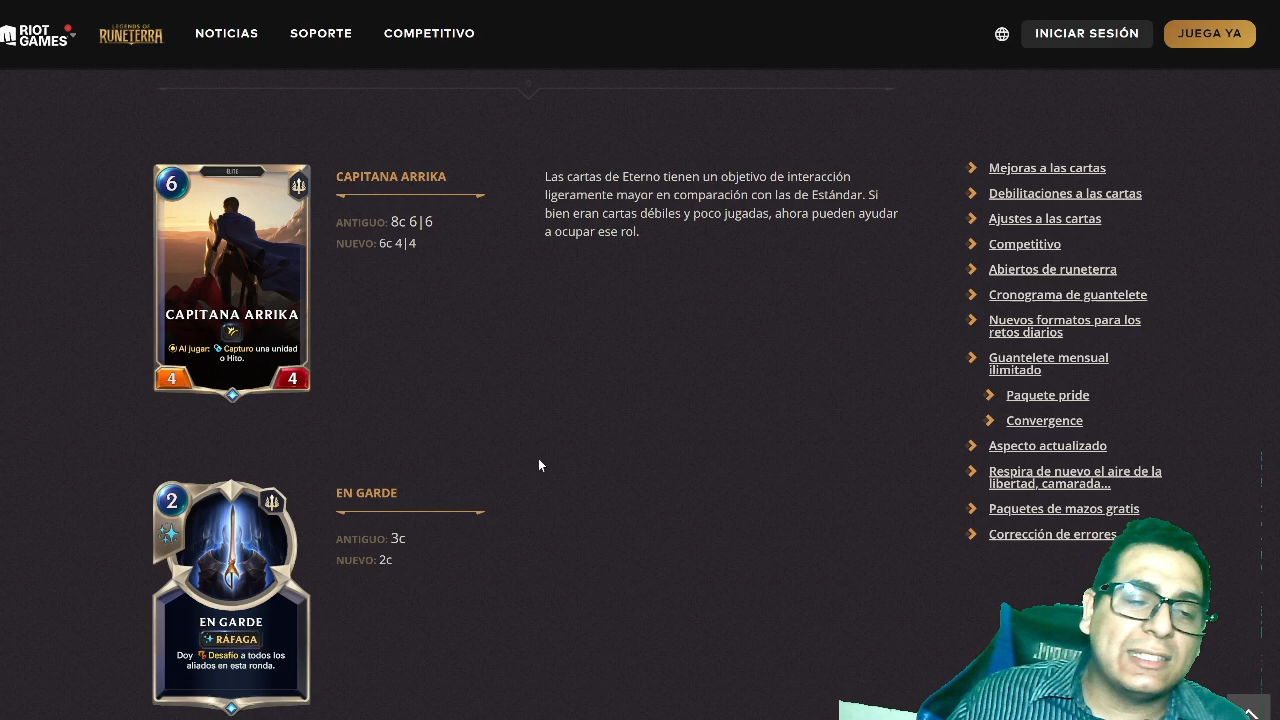 RIOT
GAMES
LEGENDS OF
RUNETERRA
NOTICIAS
SOPORTE
COMPETITIVO
INICIAR SESIÓN
JUEGA YA
6
ÉLITE
CAPITANA ARRIKA
Al jugar: Capturo una unidad
o Hito.
4
4
CAPITANA ARRIKA
ANTIGUO: 8c 6|6
NUEVO: 6c 4|4
Las cartas de Eterno tienen un objetivo de interacción
ligeramente mayor en comparación con las de Estándar. Si
bien eran cartas débiles y poco jugadas, ahora pueden ayudar
a ocupar ese rol.
2
EN GARDE
RÁFAGA
Doy Desafío a todos los
aliados en esta ronda.
EN GARDE
ANTIGUO: 3c
NUEVO: 2c
Mejoras a las cartas
Debilitaciones a las cartas
Ajustes a las cartas
Competitivo
Abiertos de runeterra
Cronograma de guantelete
Nuevos formatos para los
retos diarios
Guantelete mensual
ilimitado
Paquete pride
Convergence
Aspecto actualizado
Respira de nuevo el aire de la
libertad, camarada...
Paquetes de mazos gratis
Corrección de errores